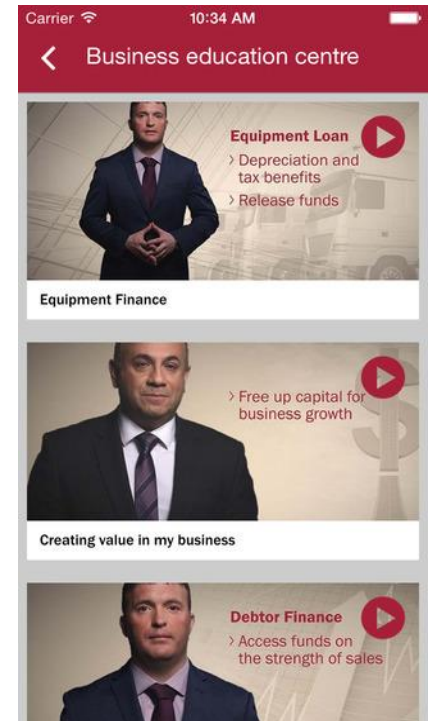 Carrier 10:34 AM
Business education centre
Equipment Loan
› Depreciation and
tax benefits
› Release funds
Equipment Finance
› Free up capital for
business growth
Creating value in my business
Debtor Finance
› Access funds on
the strength of sales